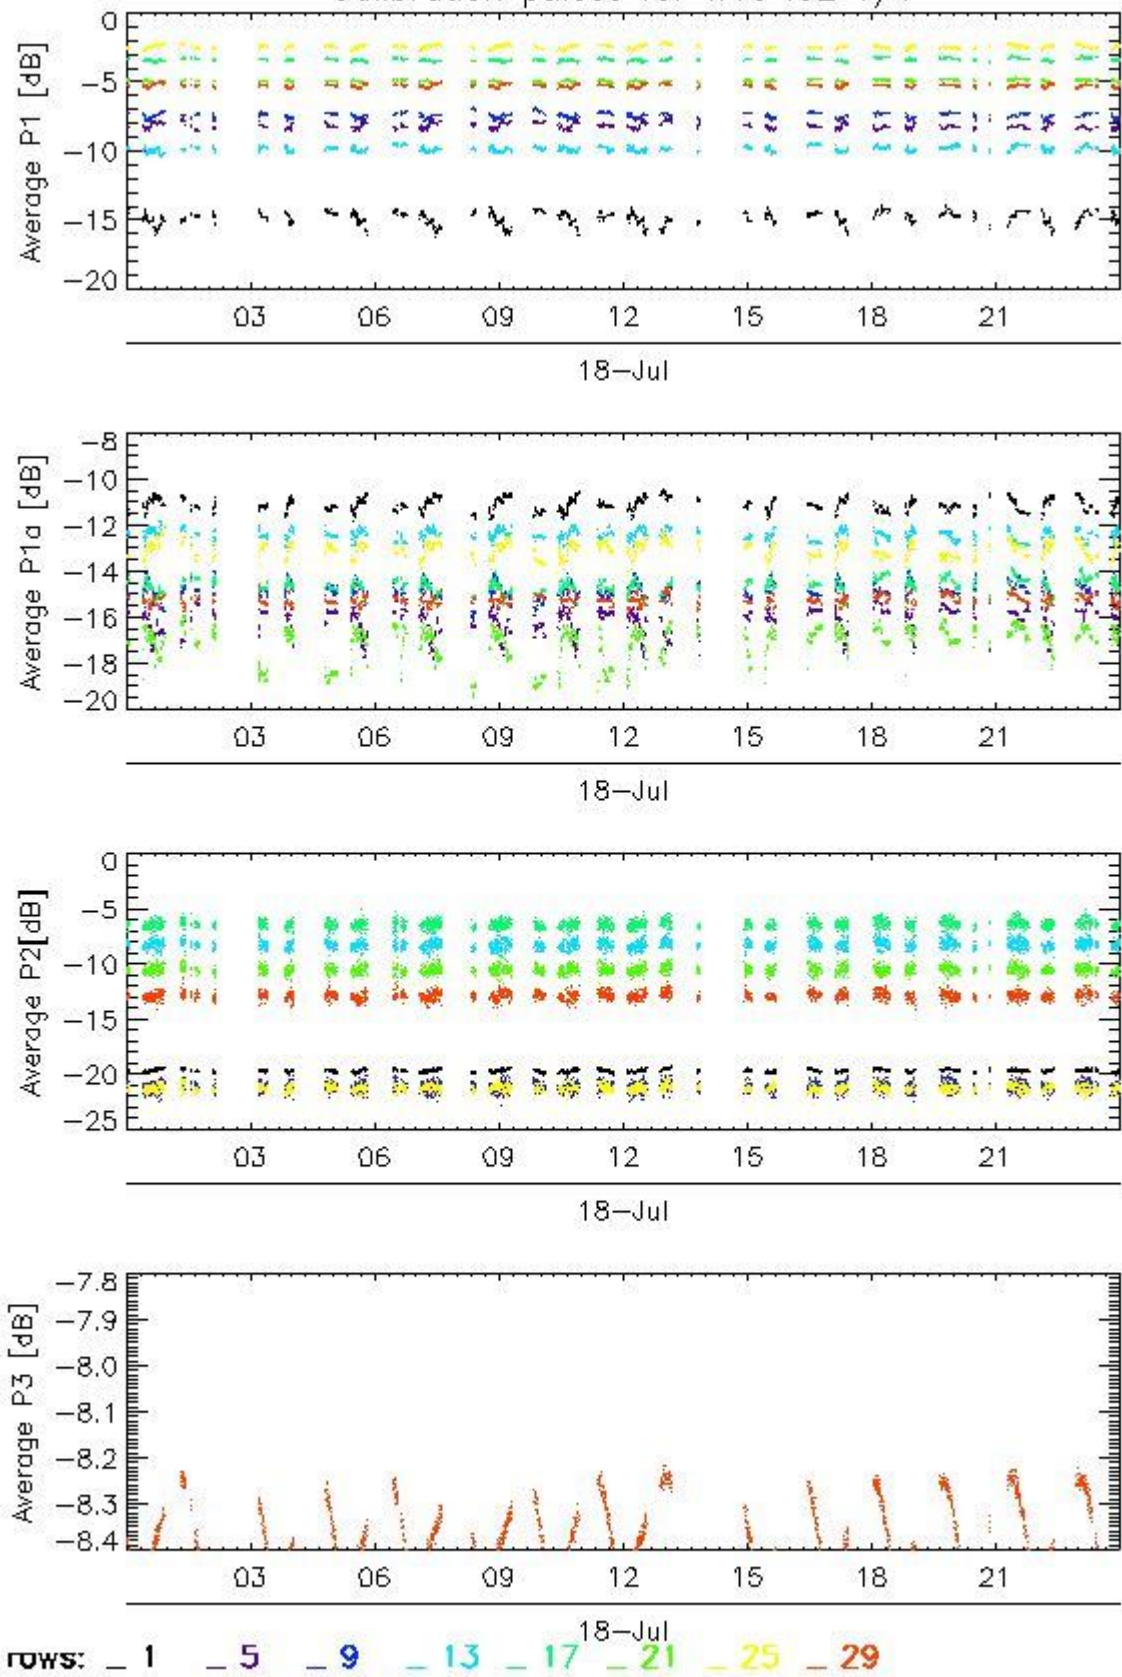 0
−5
−10
−15
−20
Average P1 [dB]
03 06 09 12 15 18 21
18−Jul
−8
−10
−12
−14
−16
−18
−20
Average P1a [dB]
03 06 09 12 15 18 21
18−Jul
0
−5
−10
−15
−20
−25
Average P2[dB]
03 06 09 12 15 18 21
18−Jul
−7.8
−7.9
−8.0
−8.1
−8.2
−8.3
−8.4
Average P3 [dB]
03 06 09 12 15 18 21
18−Jul
rows: _ 1 _ 5 _ 9 _ 13 _ 17 _ 21 _ 25 _ 29